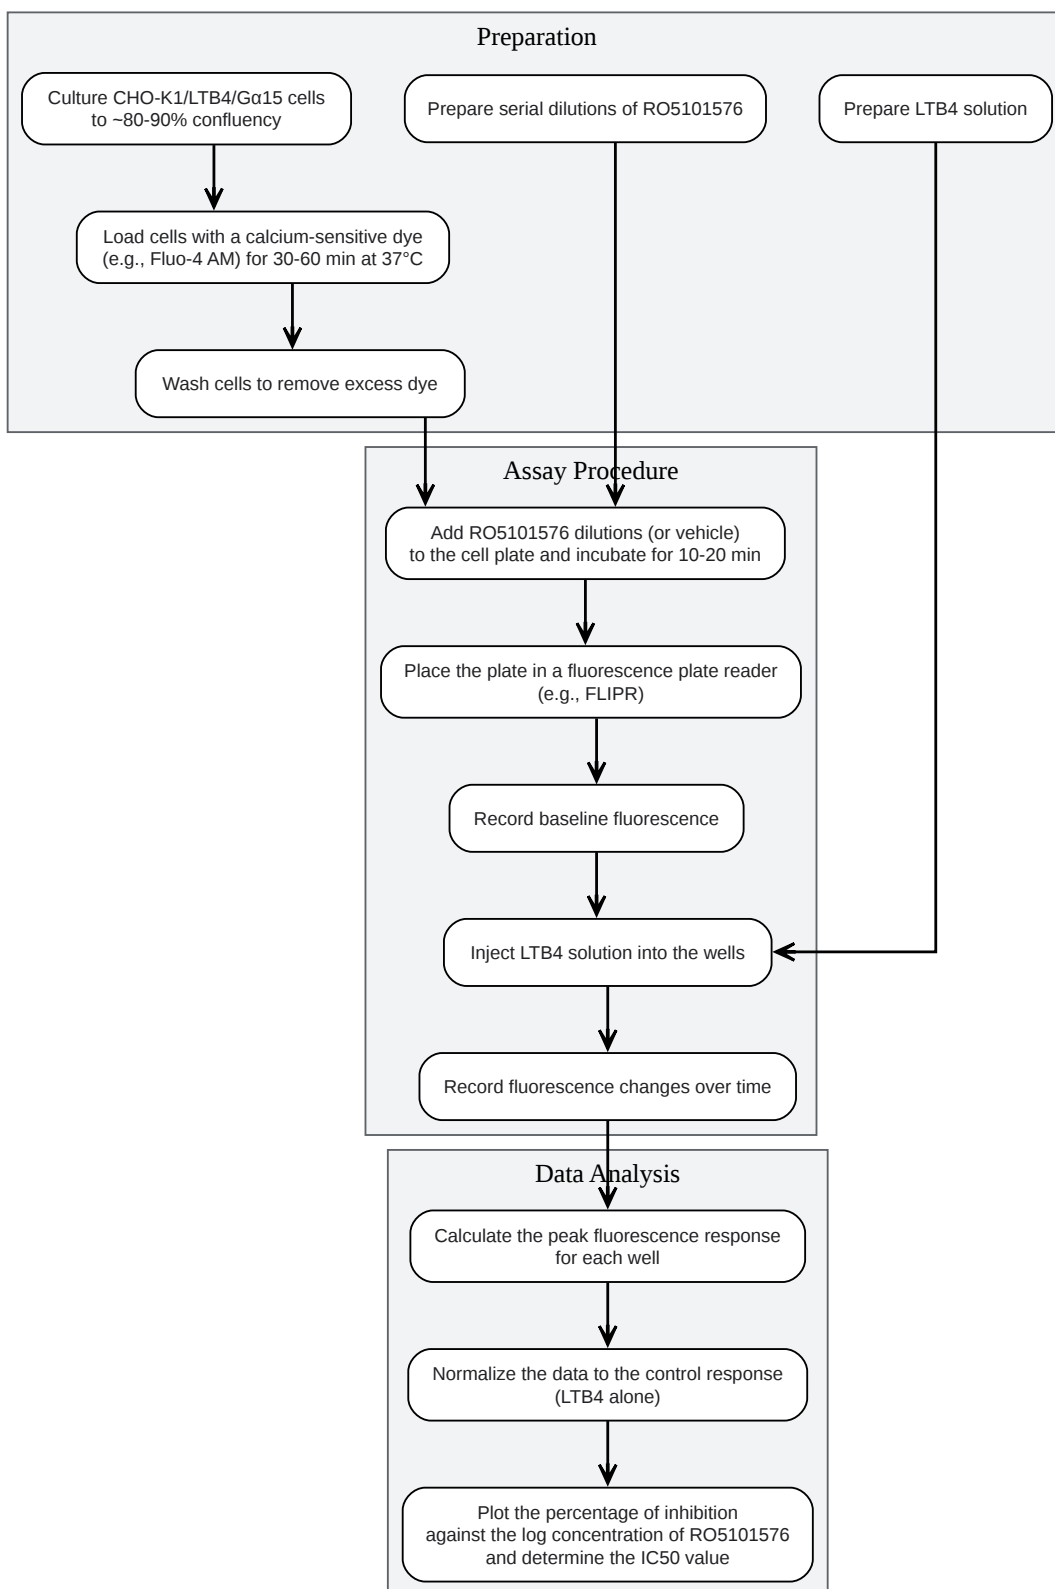 Preparation
Culture CHO-K1/LTB4/Gα15 cells
to ~80-90% confluency
Prepare serial dilutions of RO5101576
Prepare LTB4 solution
Load cells with a calcium-sensitive dye
(e.g., Fluo-4 AM) for 30-60 min at 37°C
Wash cells to remove excess dye
Assay Procedure
Add RO5101576 dilutions (or vehicle)
to the cell plate and incubate for 10-20 min
Place the plate in a fluorescence plate reader
(e.g., FLIPR)
Record baseline fluorescence
Inject LTB4 solution into the wells
Record fluorescence changes over time
Data Analysis
Calculate the peak fluorescence response
for each well
Normalize the data to the control response
(LTB4 alone)
Plot the percentage of inhibition
against the log concentration of RO5101576
and determine the IC50 value